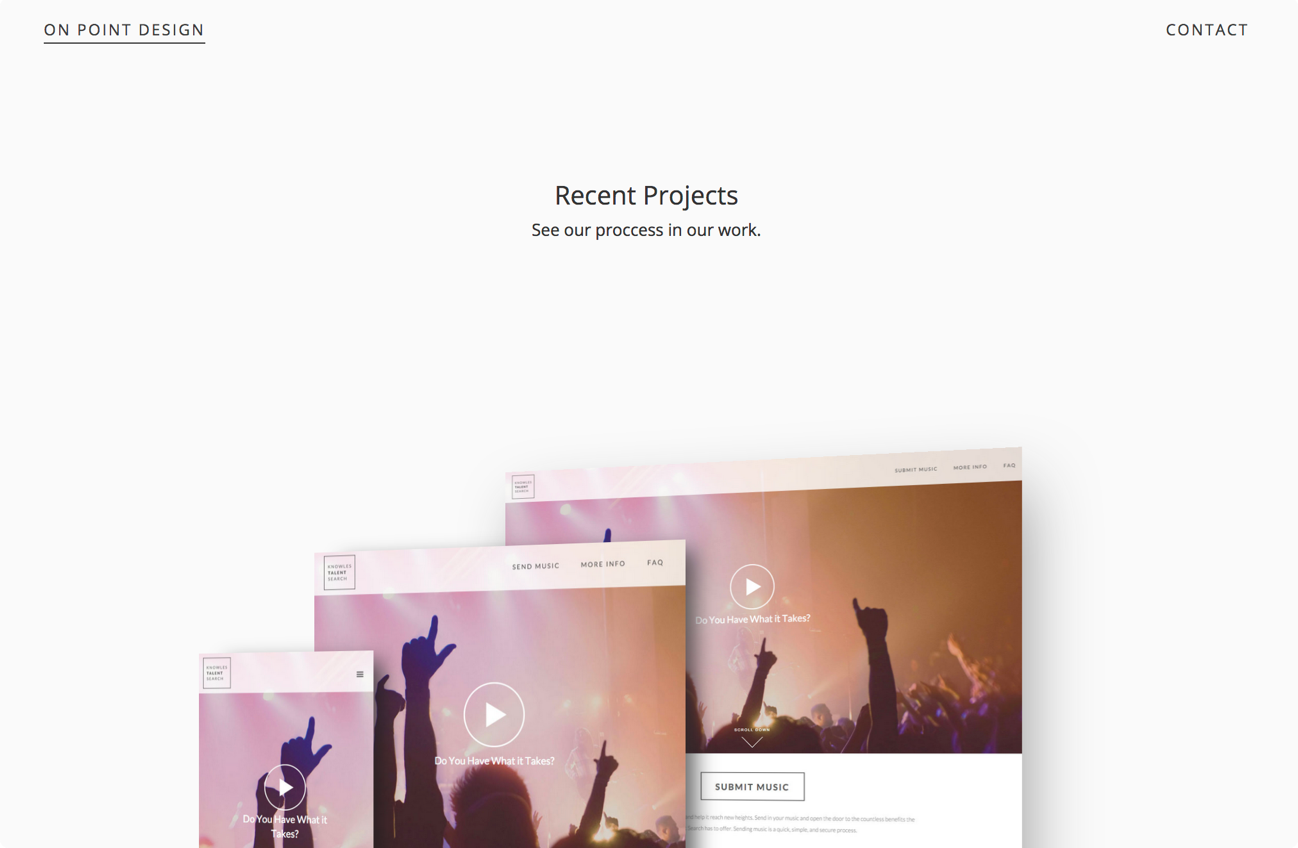 ON POINT DESIGN
CONTACT
Recent Projects
See our proccess in our work.
KNOWLES
TALENT
SEARCH
SUBMIT MUSIC
MORE INFO
FAQ
Do You Have What it Takes?
SCROLL DOWN
SUBMIT MUSIC
and help it reach new heights. Send in your music and open the door to the countless benefits the
Search has to offer. Sending music is a quick, simple, and secure process.
KNOWLES
TALENT
SEARCH
SEND MUSIC
MORE INFO
FAQ
Do You Have What it Takes?
KNOWLES
TALENT
SEARCH
Do You Have What it
Takes?